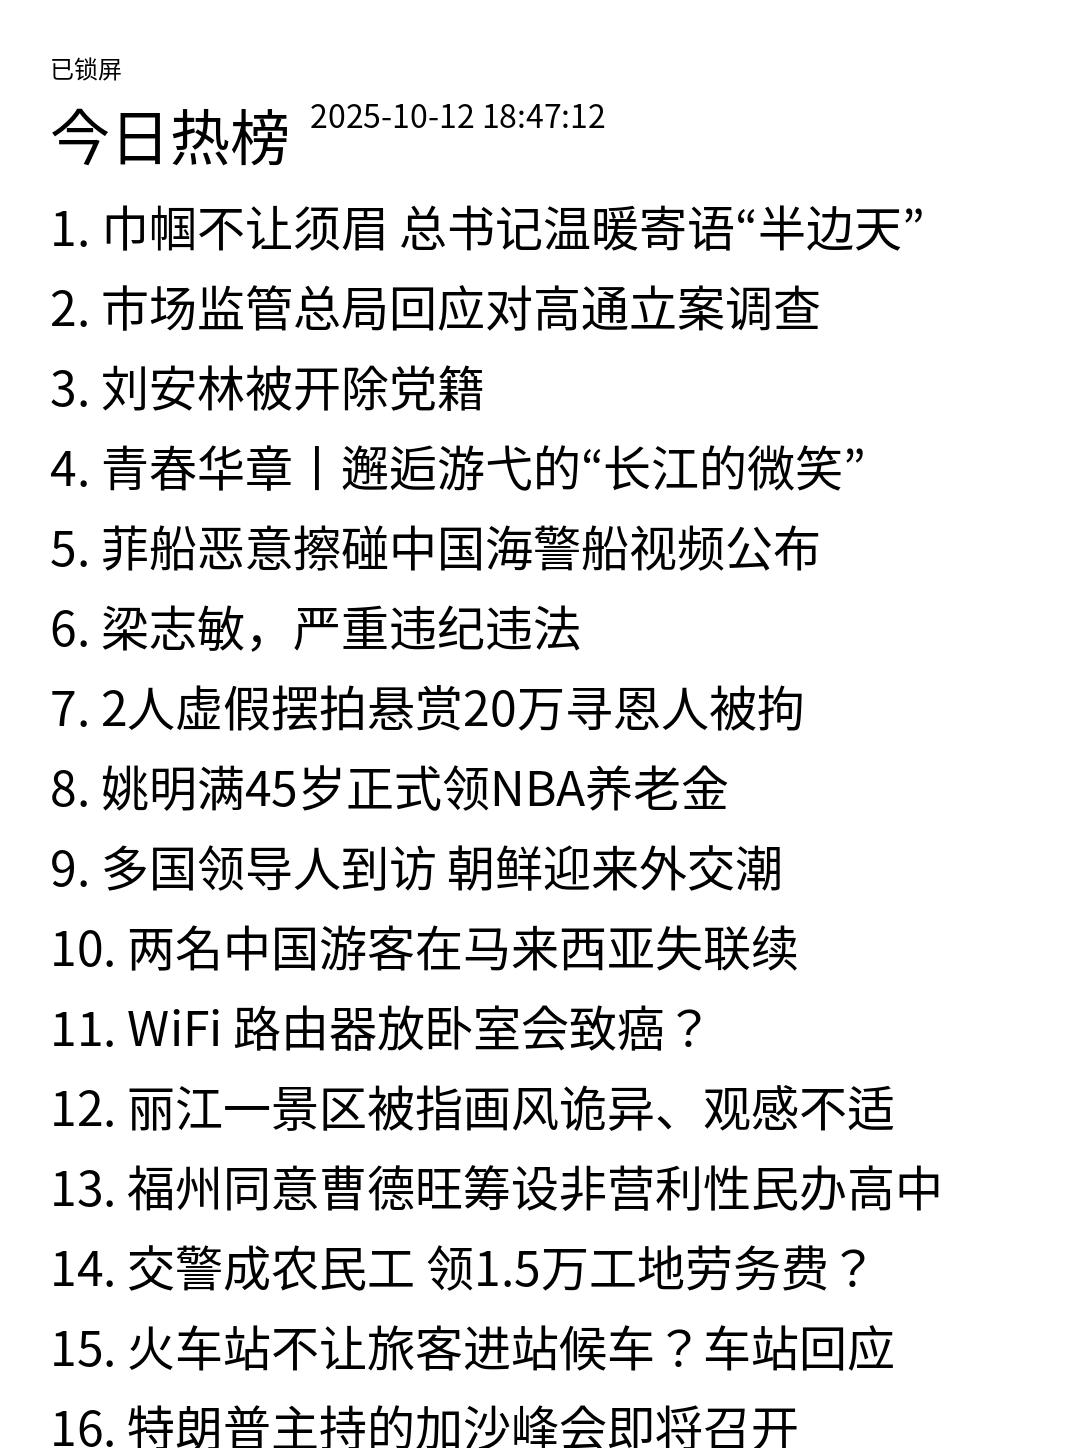 已锁屏
今日热榜 2025-10-12 18:47:12
1. 巾帼不让须眉 总书记温暖寄语“半边天”
2. 市场监管总局回应对高通立案调查
3. 刘安林被开除党籍
4. 青春华章丨邂逅游弋的“长江的微笑”
5. 菲船恶意擦碰中国海警船视频公布
6. 梁志敏，严重违纪违法
7. 2人虚假摆拍悬赏20万寻恩人被拘
8. 姚明满45岁正式领NBA养老金
9. 多国领导人到访 朝鲜迎来外交潮
10. 两名中国游客在马来西亚失联续
11. WiFi 路由器放卧室会致癌？
12. 丽江一景区被指画风诡异、观感不适
13. 福州同意曹德旺筹设非营利性民办高中
14. 交警成农民工 领1.5万工地劳务费？
15. 火车站不让旅客进站候车？车站回应
16. 特朗普主持的加沙峰会即将召开